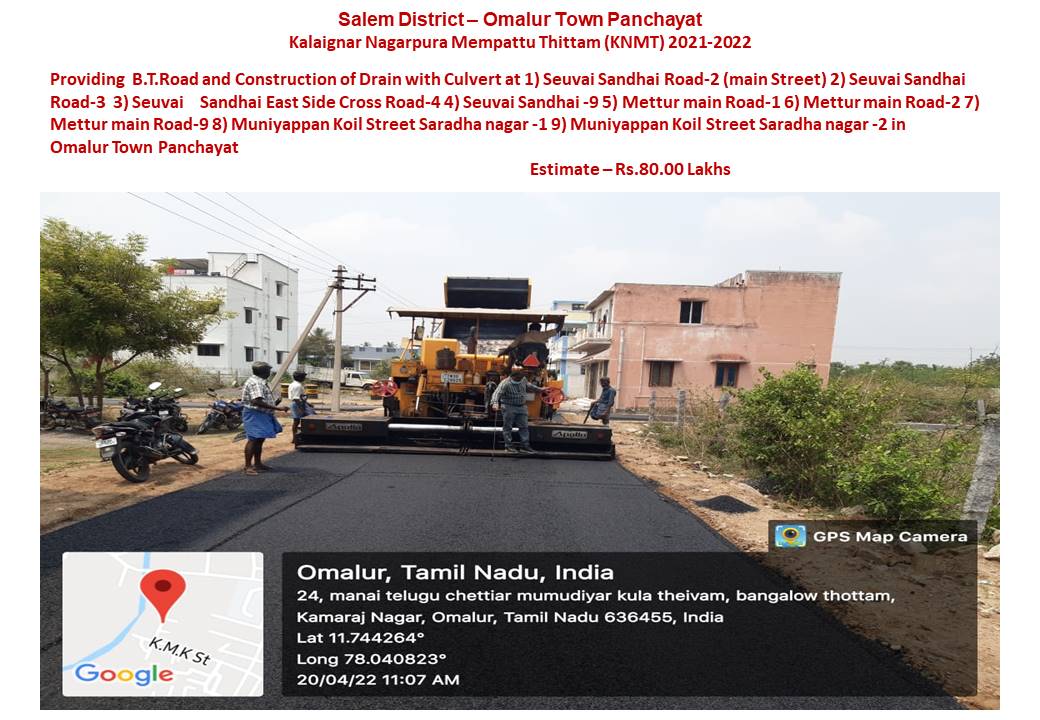 Salem District – Omalur Town Panchayat
Kalaignar Nagarpura Mempattu Thittam (KNMT) 2021-2022
Providing B.T.Road and Construction of Drain with Culvert at 1) Seuvai Sandhai Road-2 (main Street) 2) Seuvai Sandhai
Road-3 3) Seuvai Sandhai East Side Cross Road-4 4) Seuvai Sandhai -9 5) Mettur main Road-1 6) Mettur main Road-2 7)
Mettur main Road-9 8) Muniyappan Koil Street Saradha nagar -1 9) Muniyappan Koil Street Saradha nagar -2 in
Omalur Town Panchayat
Estimate – Rs.80.00 Lakhs
Apollo
Apollo
GPS Map Camera
Omalur, Tamil Nadu, India
24, manai telugu chettiar mumudiyar kula theivam, bangalow thottam,
Kamaraj Nagar, Omalur, Tamil Nadu 636455, India
Lat 11.744264°
Long 78.040823°
20/04/22 11:07 AM
K.M.K St
Google